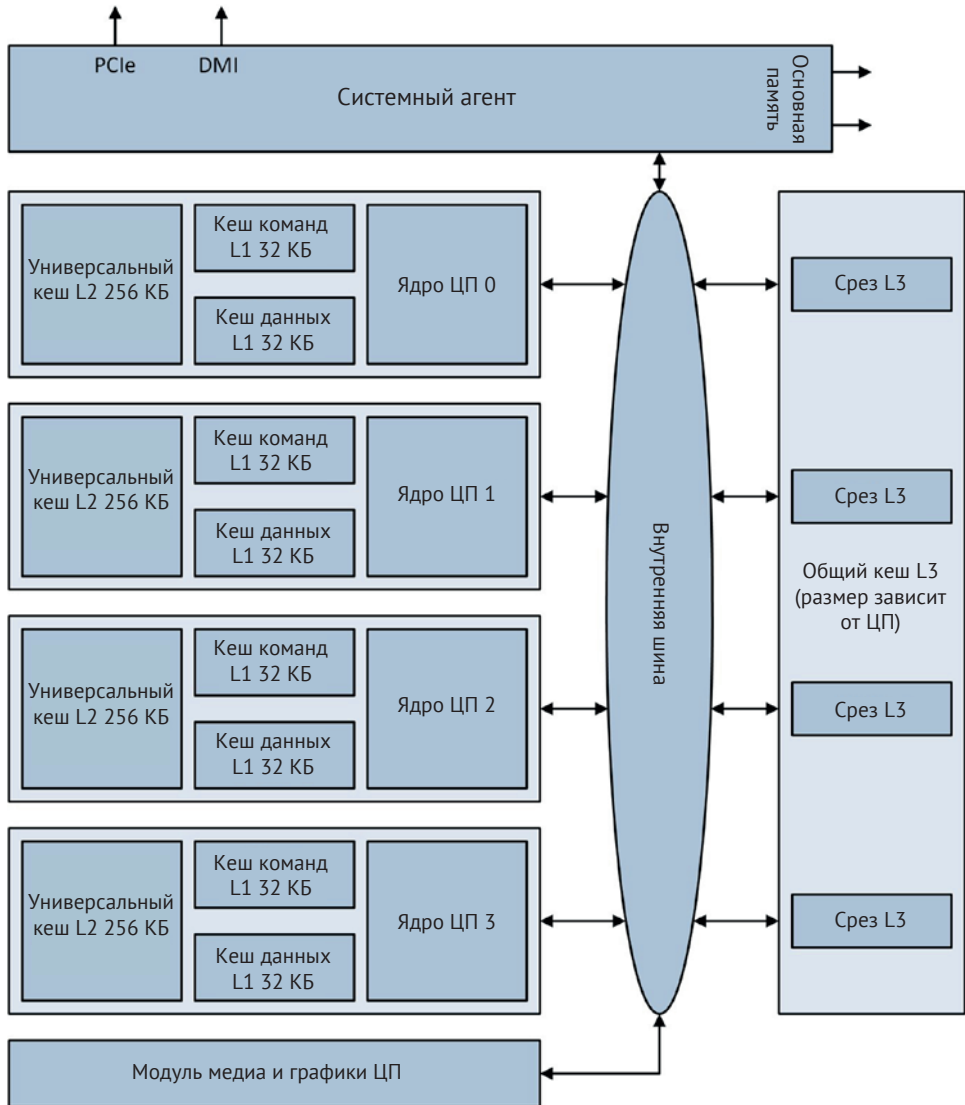 PCIe
DMI
Системный агент
Основная
память
Универсальный
кеш L2 256 КБ
Кеш команд
L1 32 КБ
Кеш данных
L1 32 КБ
Ядро ЦП 0
Срез L3
Универсальный
кеш L2 256 КБ
Кеш команд
L1 32 КБ
Кеш данных
L1 32 КБ
Ядро ЦП 1
Срез L3
Внутренняя шина
Общий кеш L3
(размер зависит
от ЦП)
Универсальный
кеш L2 256 КБ
Кеш команд
L1 32 КБ
Кеш данных
L1 32 КБ
Ядро ЦП 2
Срез L3
Универсальный
кеш L2 256 КБ
Кеш команд
L1 32 КБ
Кеш данных
L1 32 КБ
Ядро ЦП 3
Срез L3
Модуль медиа и графики ЦП